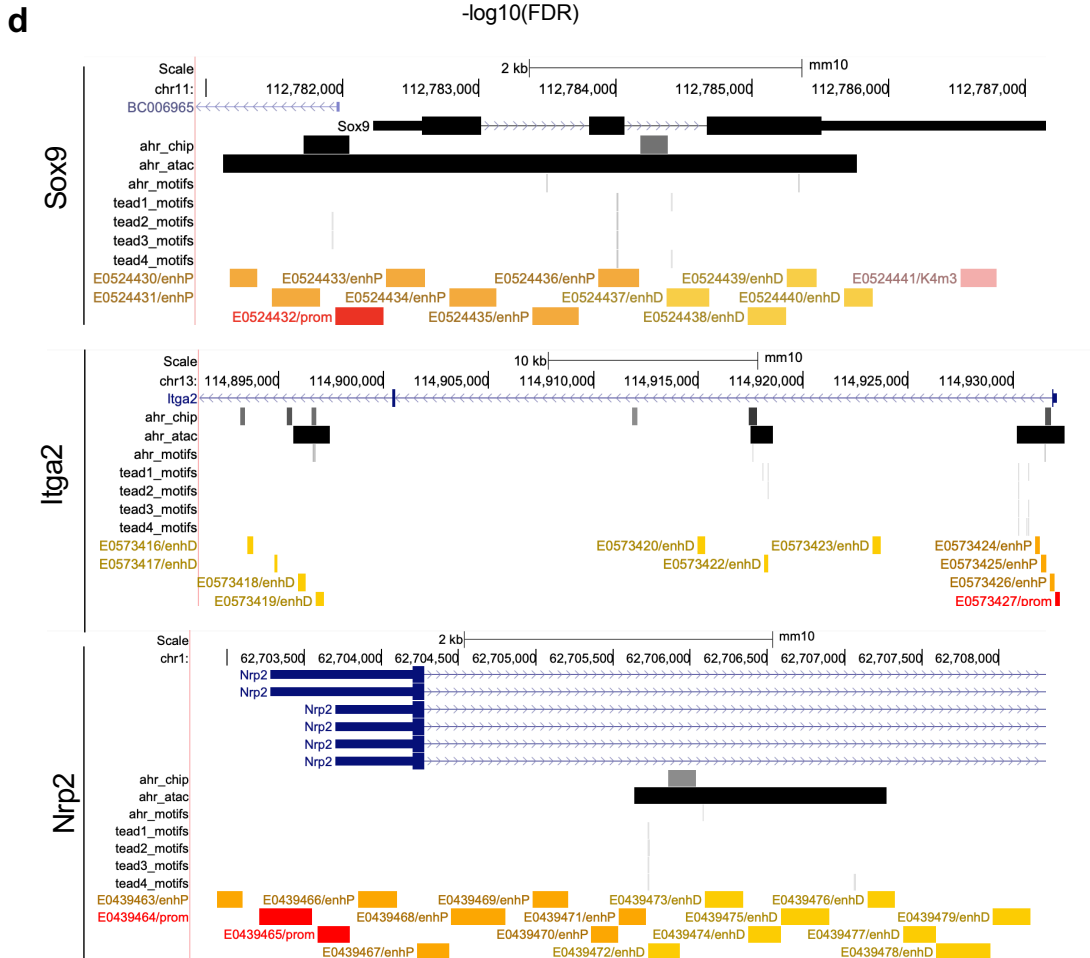 -log10(FDR)
d
Sox9
Scale 2 kb mm10
chr11: 112,782,000 112,783,000 112,784,000 112,785,000 112,786,000 112,787,000
BC006965
Sox9
ahr_chip
ahr_atac
ahr_motifs
tead1_motifs
tead2_motifs
tead3_motifs
tead4_motifs
E0524430/enhP E0524433/enhP E0524436/enhP E0524439/enhD E0524441/K4m3
E0524431/enhP E0524434/enhP E0524437/enhD E0524440/enhD
E0524432/prom E0524435/enhP E0524438/enhD
Itga2
Scale 10 kb mm10
chr13: 114,895,000 114,900,000 114,905,000 114,910,000 114,915,000 114,920,000 114,925,000 114,930,000
Itga2
ahr_chip
ahr_atac
ahr_motifs
tead1_motifs
tead2_motifs
tead3_motifs
tead4_motifs
E0573416/enhD E0573420/enhD E0573423/enhD E0573424/enhP
E0573417/enhD E0573422/enhD E0573425/enhP
E0573418/enhD E0573426/enhP
E0573419/enhD E0573427/prom
Nrp2
Scale 2 kb mm10
chr1: 62,703,500 62,704,000 62,704,500 62,705,000 62,705,500 62,706,000 62,706,500 62,707,000 62,707,500 62,708,000
Nrp2
Nrp2
Nrp2
Nrp2
Nrp2
Nrp2
ahr_chip
ahr_atac
ahr_motifs
tead1_motifs
tead2_motifs
tead3_motifs
tead4_motifs
E0439463/enhP E0439466/enhP E0439469/enhP E0439473/enhD E0439476/enhD
E0439464/prom E0439468/enhP E0439471/enhP E0439475/enhD E0439479/enhD
E0439465/prom E0439470/enhP E0439474/enhD E0439477/enhD
E0439467/enhP E0439472/enhD E0439478/enhD